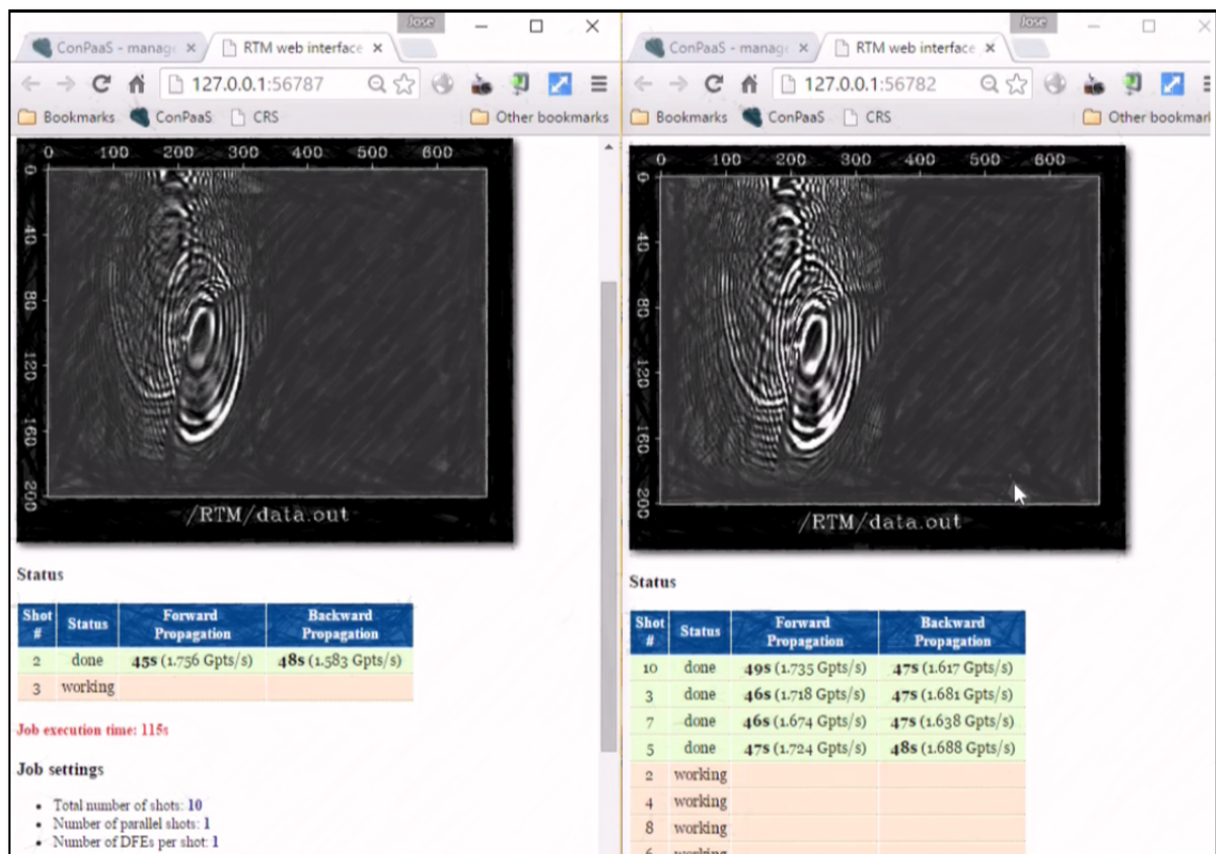 Jose
ConPaaS - manag
RTM web interface
127.0.0.1:56787
Bookmarks ConPaaS CRS Other bookmarks
0 100 200 300 400 500 600
0
40
80
120
160
200
/RTM/data.out
Status
Shot # Status Forward Propagation Backward Propagation
2 done 45s (1.756 Gpts/s) 48s (1.583 Gpts/s)
3 working
Job execution time: 115s
Job settings
• Total number of shots: 10
• Number of parallel shots: 1
• Number of DFEs per shot: 1
Jose
ConPaaS - manag
RTM web interface
127.0.0.1:56782
Bookmarks ConPaaS CRS Other bookmar
0 100 200 300 400 500 600
0
40
80
120
160
200
/RTM/data.out
Status
Shot # Status Forward Propagation Backward Propagation
10 done 49s (1.735 Gpts/s) 47s (1.617 Gpts/s)
3 done 46s (1.718 Gpts/s) 47s (1.681 Gpts/s)
7 done 46s (1.674 Gpts/s) 47s (1.638 Gpts/s)
5 done 47s (1.724 Gpts/s) 48s (1.688 Gpts/s)
2 working
4 working
8 working
6 working